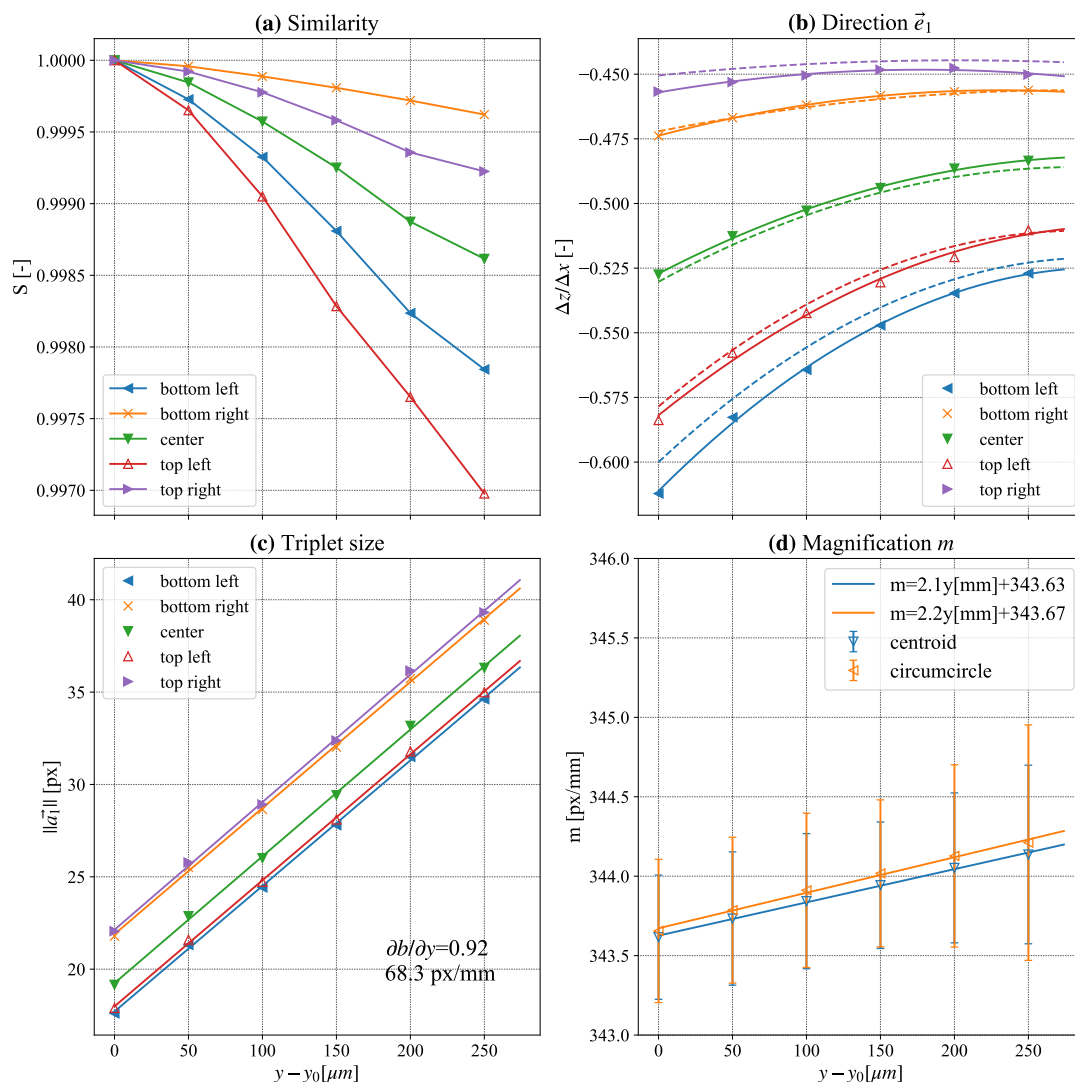 (a) Similarity
1.0000
0.9995
0.9990
0.9985
0.9980
0.9975
0.9970
S [-]
bottom left
bottom right
center
top left
top right
(b) Direction $\vec{e}_1$
−0.450
−0.475
−0.500
−0.525
−0.550
−0.575
−0.600
Δz/Δx [-]
bottom left
bottom right
center
top left
top right
(c) Triplet size
40
35
30
25
20
||$\vec{a_1}$|| [px]
bottom left
bottom right
center
top left
top right
∂b/∂y=0.92
68.3 px/mm
0 50 100 150 200 250
y − y₀[μm]
(d) Magnification m
346.0
345.5
345.0
344.5
344.0
343.5
343.0
m [px/mm]
m=2.1y[mm]+343.63
m=2.2y[mm]+343.67
centroid
circumcircle
0 50 100 150 200 250
y − y₀[μm]